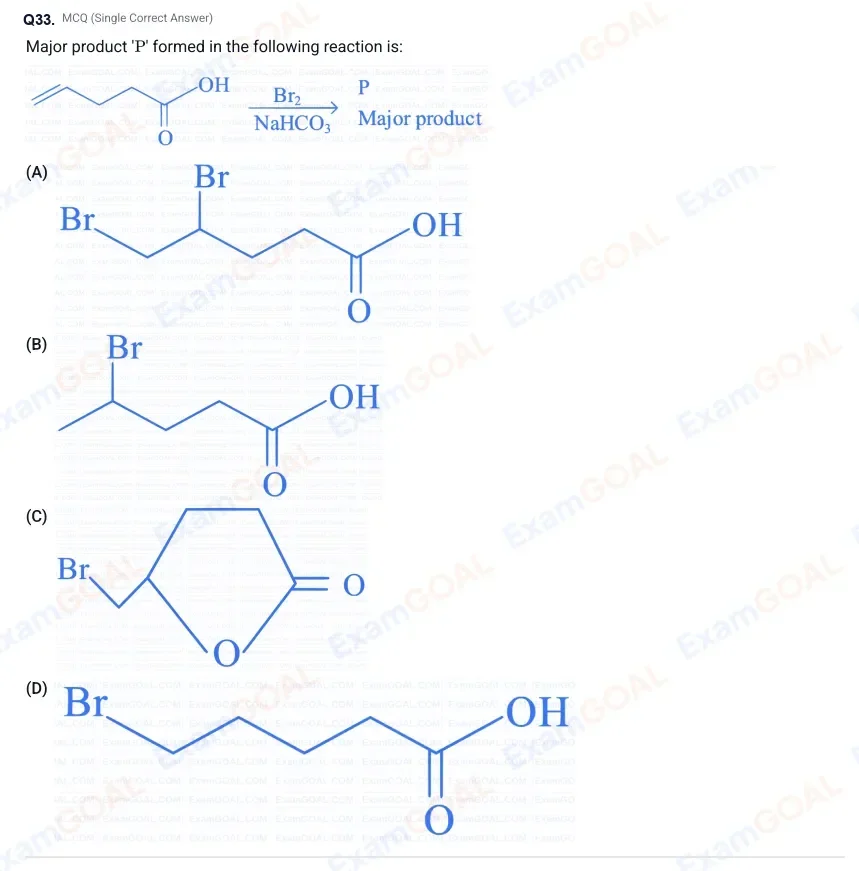 Q33. MCQ (Single Correct Answer)
Major product 'P' formed in the following reaction is:
OH
O
Br₂
NaHCO₃
P
Major product
(A)
Br
Br
OH
O
(B)
Br
OH
O
(C)
Br
O
O
(D)
Br
OH
O
ExamGOAL